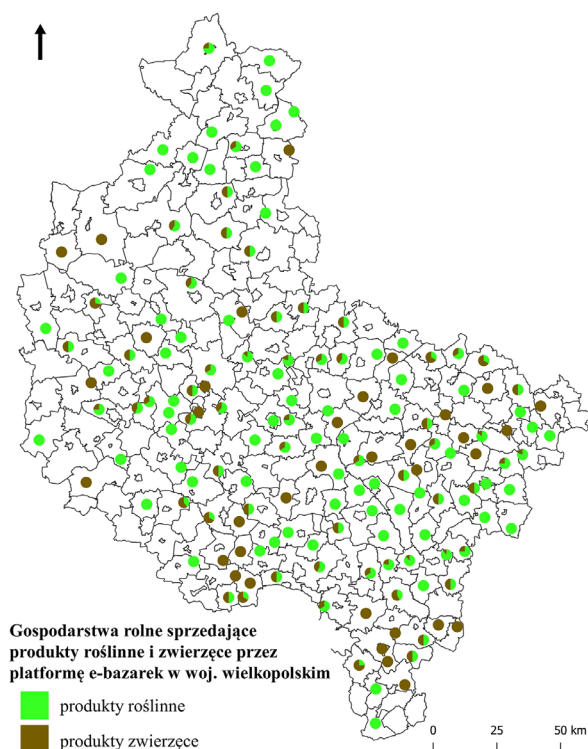 Gospodarstwa rolne sprzedające
produkty roślinne i zwierzęce przez
platformę e-bazarek w woj. wielkopolskim
produkty roślinne
produkty zwierzęce
0 25 50 km